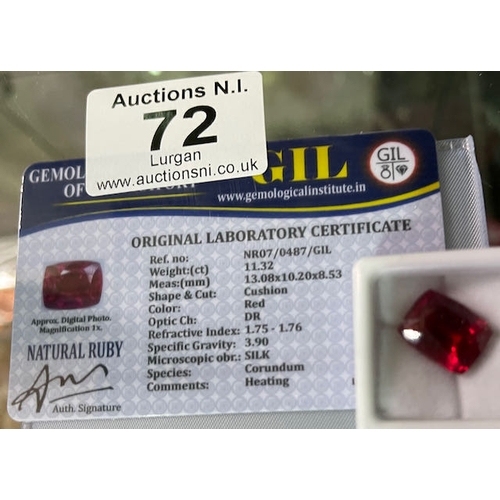 Auctions N.I.
72
Lurgan
www.auctionsni.co.uk
GEMOL
OF
GIL
www.gemologicalinstitute.in
GIL
ORIGINAL LABORATORY CERTIFICATE
Ref. no: NR07/0487/GIL
Weight:(ct) 11.32
Meas:(mm) 13.08x10.20x8.53
Shape & Cut: Cushion
Color: Red
Optic Ch: DR
Refractive Index: 1.75 - 1.76
Specific Gravity: 3.90
Microscopic obr.: SILK
Species: Corundum
Comments: Heating
Approx. Digital Photo.
Magnification 1x.
NATURAL RUBY
Auth. Signature